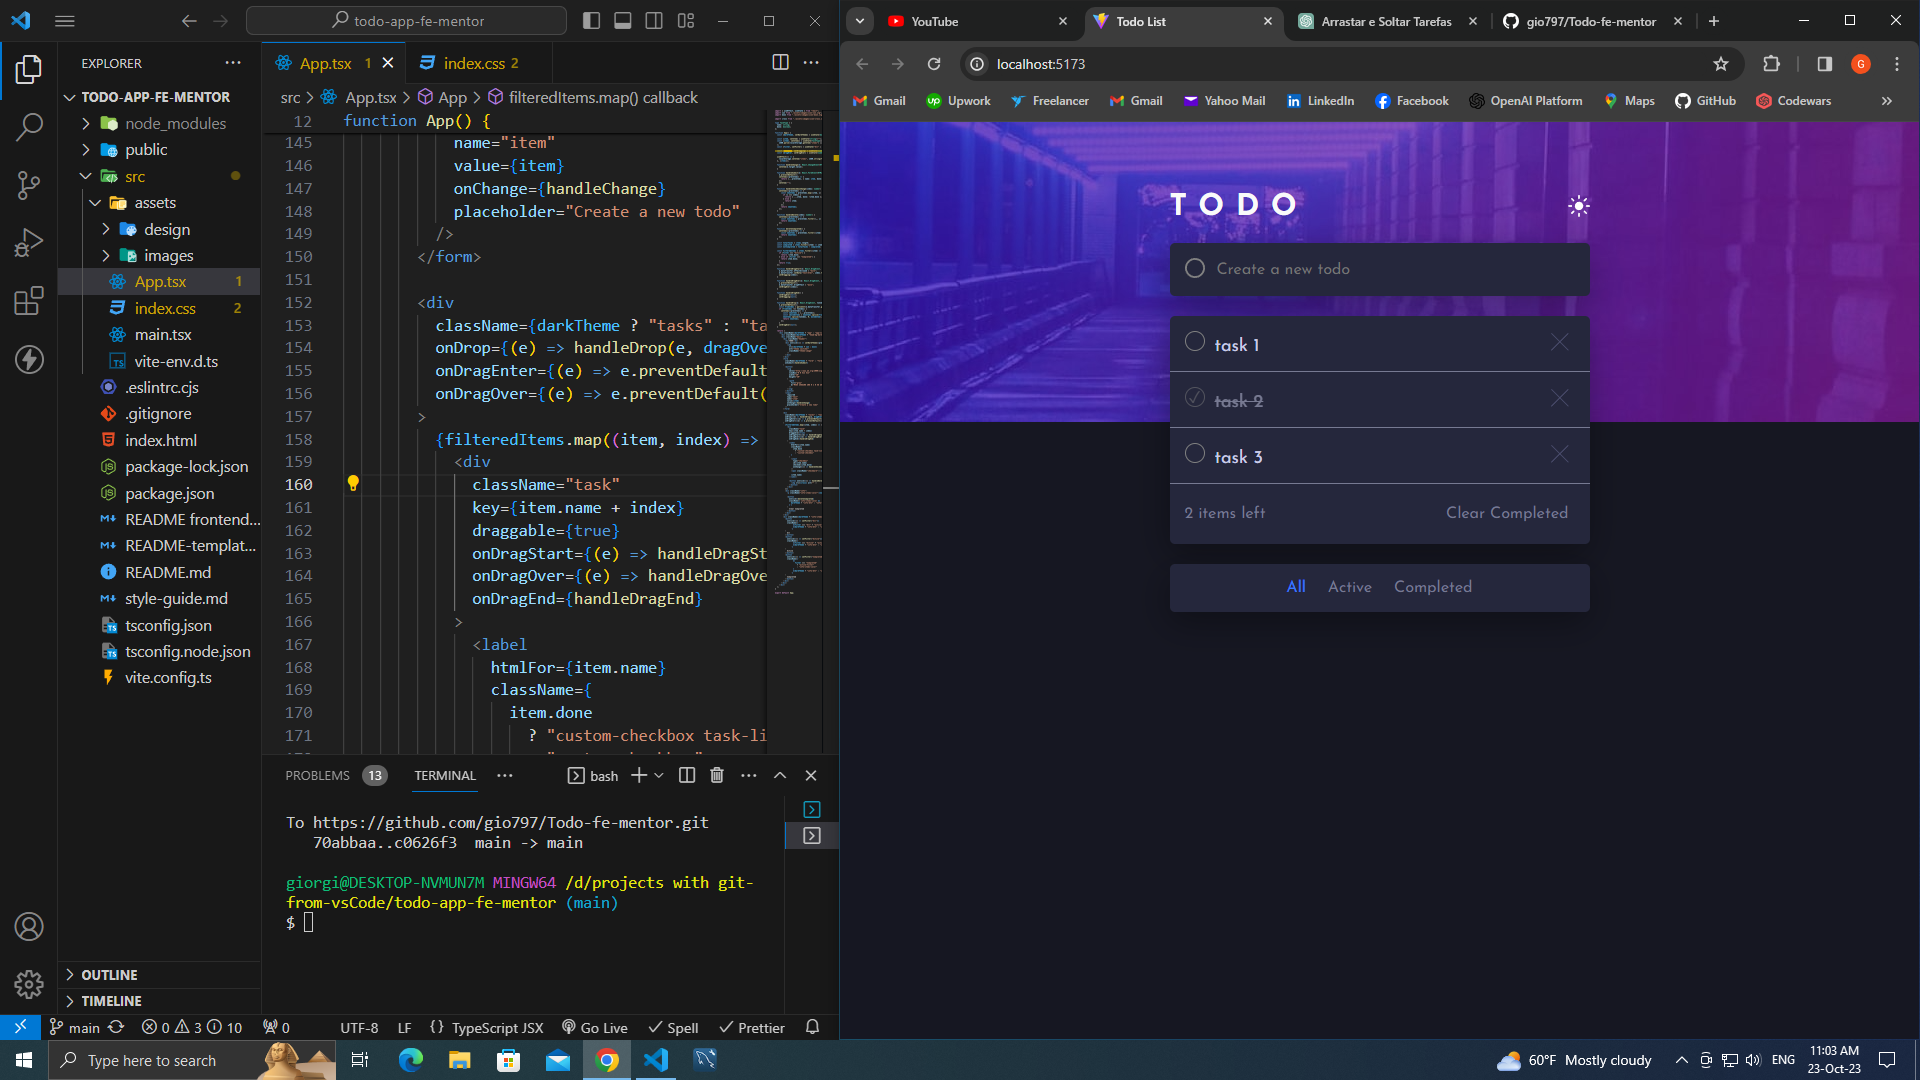 todo-app-fe-mentor
EXPLORER
TODO-APP-FE-MENTOR
node_modules
public
src
assets
design
images
App.tsx 1
index.css 2
main.tsx
vite-env.d.ts
.eslintrc.cjs
.gitignore
index.html
package-lock.json
package.json
README frontend...
README-templat...
README.md
style-guide.md
tsconfig.json
tsconfig.node.json
vite.config.ts
OUTLINE
TIMELINE
App.tsx 1
index.css 2
src > App.tsx > App > filteredItems.map() callback
12 function App() {
145 name="item"
146 value={item}
147 onChange={handleChange}
148 placeholder="Create a new todo"
149 />
150 </form>
151
152 <div
153 className={darkTheme ? "tasks" : "ta
154 onDrop={(e) => handleDrop(e, dragOve
155 onDragEnter={(e) => e.preventDefault
156 onDragOver={(e) => e.preventDefault(
157 >
158 {filteredItems.map((item, index) =>
159 <div
160 className="task"
161 key={item.name + index}
162 draggable={true}
163 onDragStart={(e) => handleDragSt
164 onDragOver={(e) => handleDragOve
165 onDragEnd={handleDragEnd}
166 >
167 <label
168 htmlFor={item.name}
169 className={
170 item.done
171 ? "custom-checkbox task-li
PROBLEMS 13 TERMINAL
bash
To https://github.com/gio797/Todo-fe-mentor.git
70abbaa..c0626f3 main -> main
giorgi@DESKTOP-NVMUN7M MINGW64 /d/projects with git-
from-vsCode/todo-app-fe-mentor (main)
$
main 0 3 10 0 UTF-8 LF {} TypeScript JSX Go Live Spell Prettier
YouTube
Todo List
Arrastar e Soltar Tarefas
gio797/Todo-fe-mentor
localhost:5173
G
Gmail
Upwork
Freelancer
Gmail
Yahoo Mail
LinkedIn
Facebook
OpenAI Platform
Maps
GitHub
Codewars
TODO
Create a new todo
task 1
task 2
task 3
2 items left Clear Completed
All Active Completed
Type here to search
60°F Mostly cloudy
ENG
11:03 AM
23-Oct-23